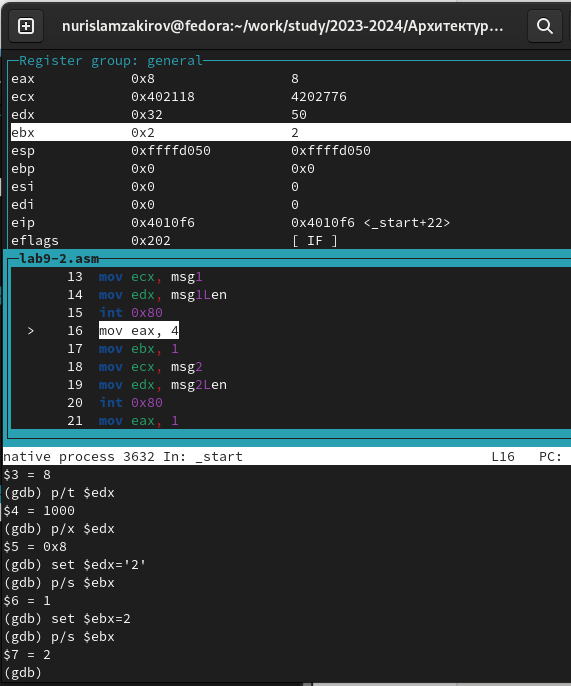 nurislamzakirov@fedora:~/work/study/2023-2024/Архитектур…
Register group: general
eax 0x8 8
ecx 0x402118 4202776
edx 0x32 50
ebx 0x2 2
esp 0xffffd050 0xffffd050
ebp 0x0 0x0
esi 0x0 0
edi 0x0 0
eip 0x4010f6 0x4010f6 <_start+22>
eflags 0x202 [ IF ]
lab9-2.asm
13 mov ecx, msg1
14 mov edx, msg1Len
15 int 0x80
> 16 mov eax, 4
17 mov ebx, 1
18 mov ecx, msg2
19 mov edx, msg2Len
20 int 0x80
21 mov eax, 1
native process 3632 In: _start L16 PC:
$3 = 8
(gdb) p/t $edx
$4 = 1000
(gdb) p/x $edx
$5 = 0x8
(gdb) set $edx='2'
(gdb) p/s $ebx
$6 = 1
(gdb) set $ebx=2
(gdb) p/s $ebx
$7 = 2
(gdb)